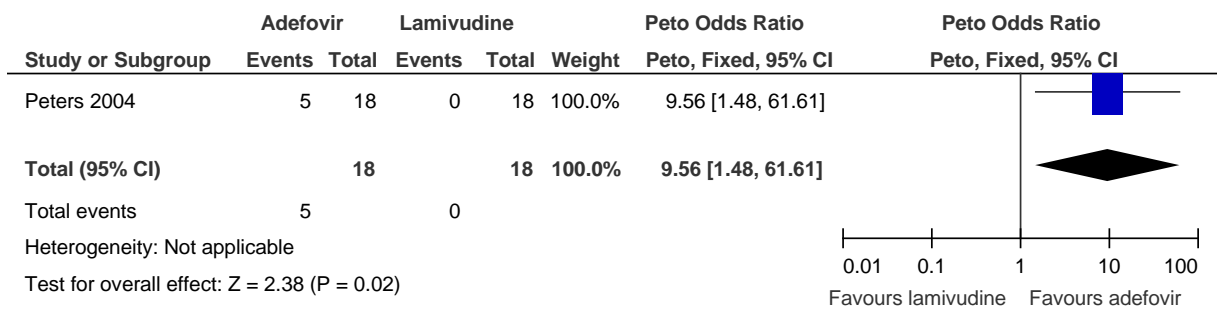 Adefovir Lamivudine Peto Odds Ratio Peto Odds Ratio
Study or Subgroup Events Total Events Total Weight Peto, Fixed, 95% CI Peto, Fixed, 95% CI
Peters 2004 5 18 0 18 100.0% 9.56 [1.48, 61.61]
Total (95% CI) 18 18 100.0% 9.56 [1.48, 61.61]
Total events 5 0
Heterogeneity: Not applicable
Test for overall effect: Z = 2.38 (P = 0.02)
0.01 0.1 1 10 100
Favours lamivudine Favours adefovir